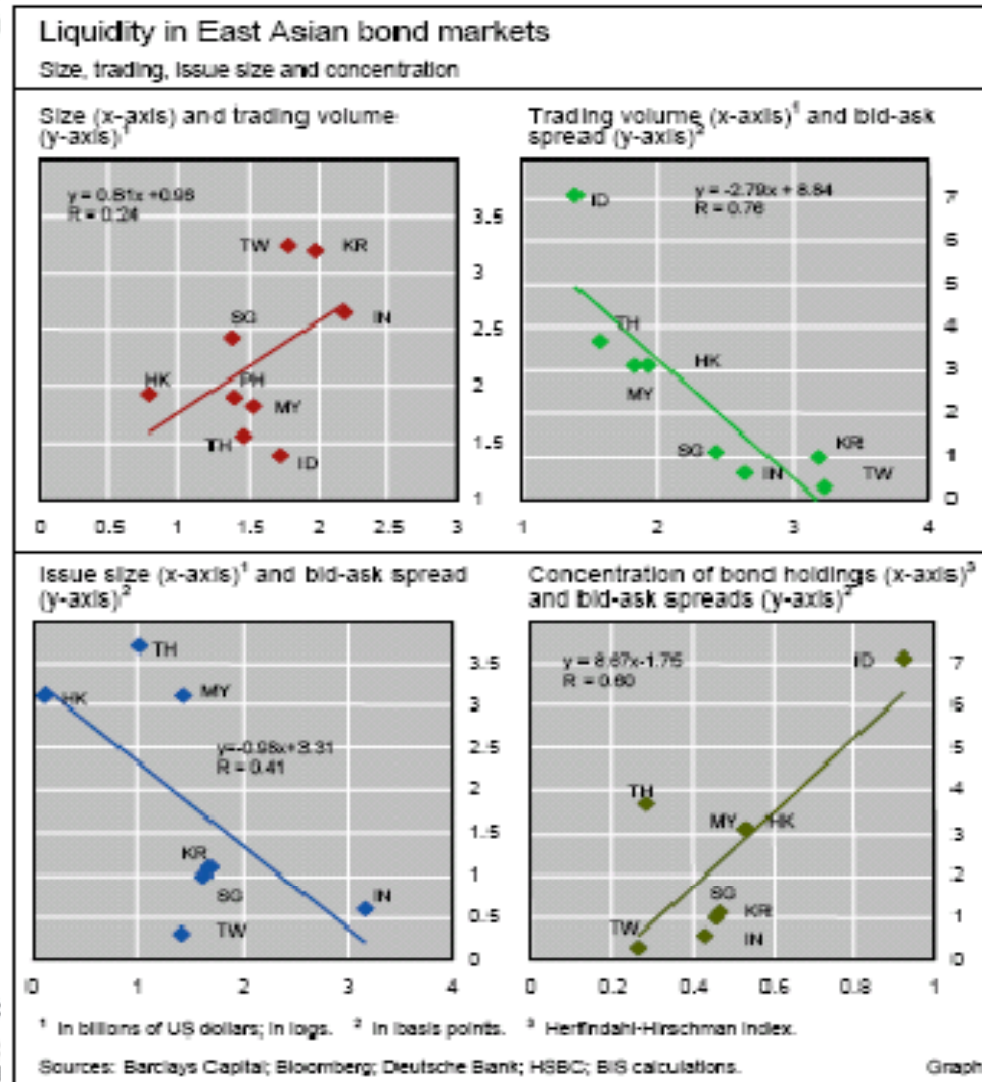 Liquidity in East Asian bond markets
Size, trading, issue size and concentration
Size (x-axis) and trading volume
(y-axis)¹
y = 0.81x +0.96
R = 0.24
TW
KR
SG
IN
HK
PH
MY
TH
ID
3.5
3
2.5
2
1.5
1
0
1
1.5
2
2.5
3
Trading volume (x-axis)¹ and bid-ask
spread (y-axis)²
y = -2.79x + 8.84
R = 0.76
ID
TH
HK
MY
SG
IN
KR
TW
7
6
5
4
3
2
1
0
1
2
3
4
Issue size (x-axis)¹ and bid-ask spread
(y-axis)²
TH
HK
MY
y=-0.98x+3.31
R = 0.41
KR
SG
IN
TW
3.5
3
2.5
2
1.5
1
0.5
0
0
1
2
3
4
Concentration of bond holdings (x-axis)³
and bid-ask spreads (y-axis)²
y = 8.67x-1.75
R = 0.60
ID
TH
MY
HK
SG
KR
TW
IN
7
6
5
4
3
2
1
0
0
0.2
0.4
0.6
0.8
1
¹ In billions of US dollars; in logs. ² In basis points. ³ Herfindahl-Hirschman index.
Sources: Barclays Capital; Bloomberg; Deutsche Bank; HSBC; BIS calculations.
Graph